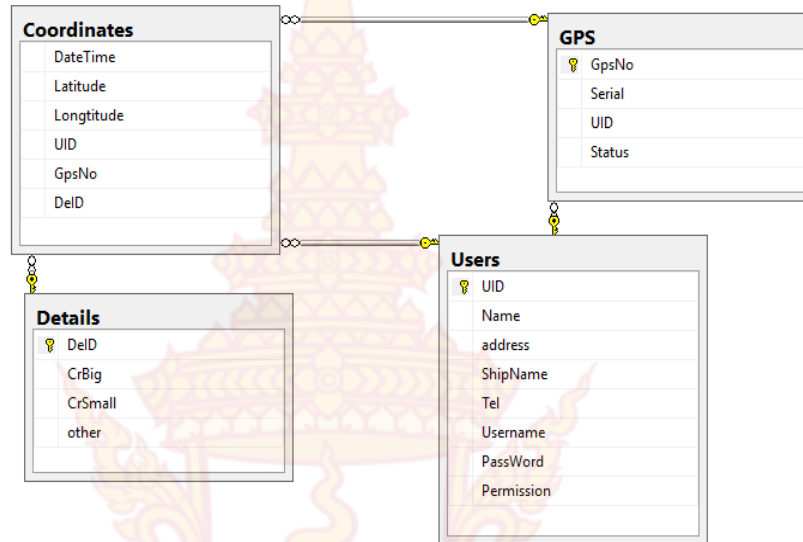 Coordinates
DateTime
Latitude
Longtitude
UID
GpsNo
DeID
GPS
GpsNo
Serial
UID
Status
Details
DeID
CrBig
CrSmall
other
Users
UID
Name
address
ShipName
Tel
Username
PassWord
Permission